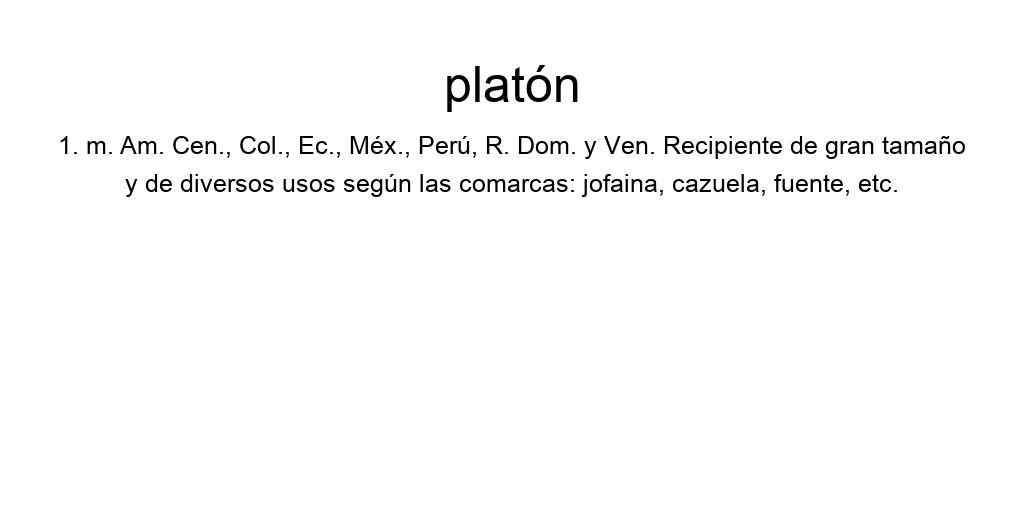 platón
1. m. Am. Cen., Col., Ec., Méx., Perú, R. Dom. y Ven. Recipiente de gran tamaño
y de diversos usos según las comarcas: jofaina, cazuela, fuente, etc.